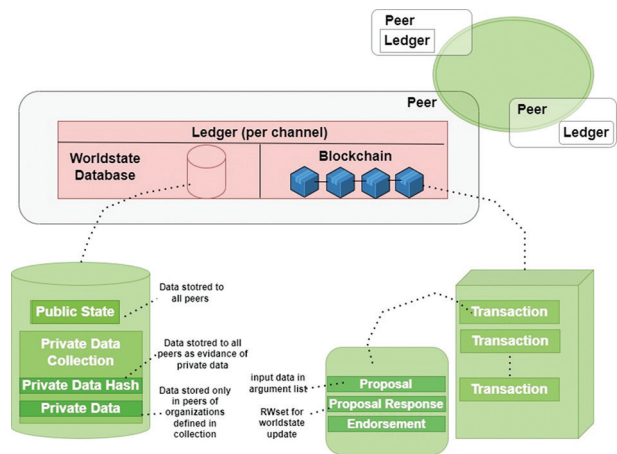 Peer
Ledger
Peer
Peer
Ledger
Ledger (per channel)
Worldstate
Database
Blockchain
Public State
Data stotred to
all peers
Private Data
Collection
Data stotred to all
peers as evidence of
private data
Private Data Hash
Private Data
Data stored only
in peers of
organizations
defined in
collection
Transaction
Transaction
Transaction
input data in
argument list
Proposal
RWset for
worldstate
update
Proposal Response
Endorsement